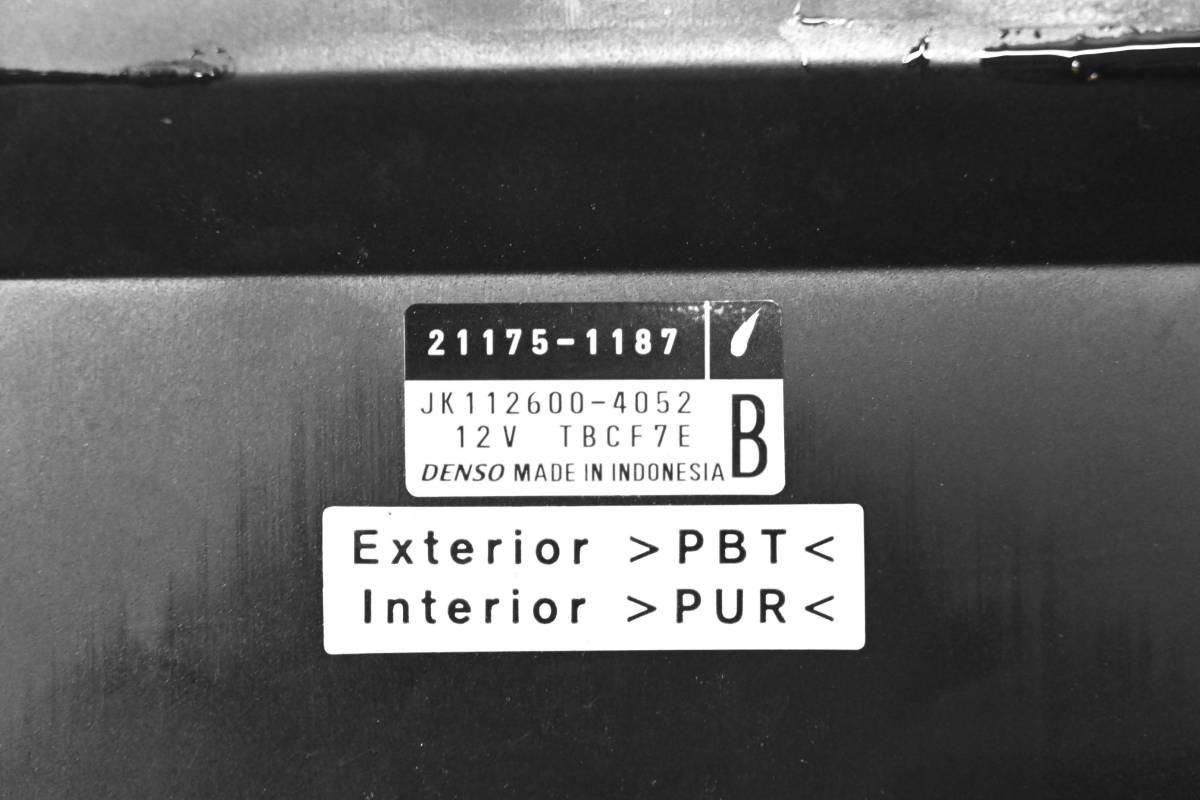 21175-1187
JK112600-4052
12V TBCF7E
B
DENSO MADE IN INDONESIA
Exterior >PBT<
Interior >PUR<